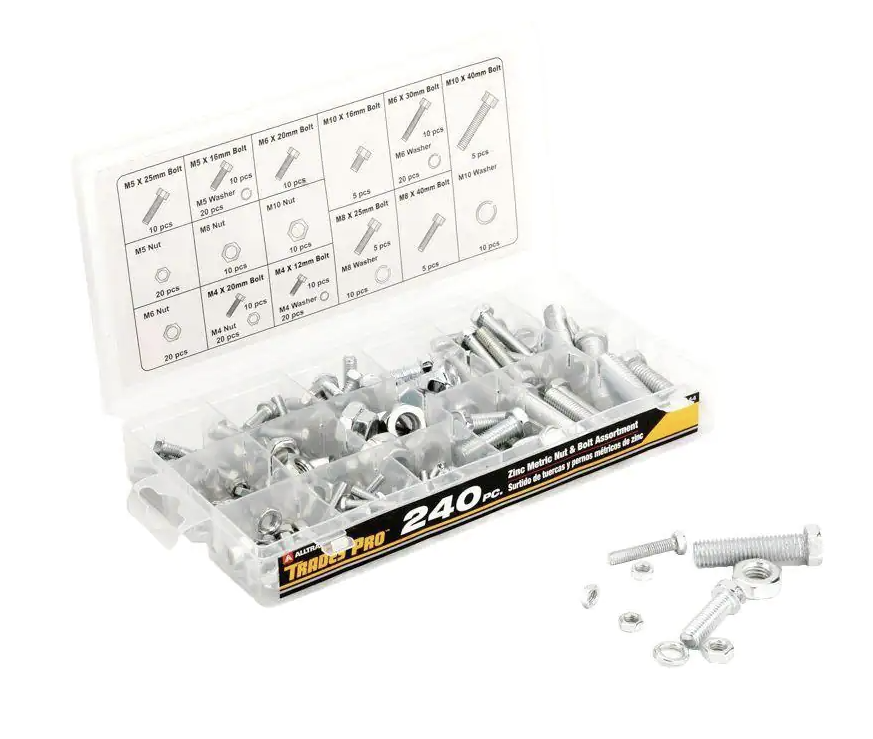 M5 X 25mm Bolt
10 pcs
M5 X 16mm Bolt
10 pcs
M5 Washer
20 pcs
M6 X 20mm Bolt
10 pcs
M10 X 16mm Bolt
5 pcs
M6 X 30mm Bolt
10 pcs
M6 Washer
20 pcs
M10 X 40mm Bolt
5 pcs
M5 Nut
20 pcs
M8 Nut
10 pcs
M10 Nut
10 pcs
M8 X 25mm Bolt
5 pcs
M8 Washer
10 pcs
M8 X 40mm Bolt
5 pcs
M10 Washer
10 pcs
M6 Nut
20 pcs
M4 X 20mm Bolt
10 pcs
M4 Nut
20 pcs
M4 X 12mm Bolt
10 pcs
M4 Washer
20 pcs
A ALLTRA
TRADES PRO™
240 PC.
Zinc Metric Nut & Bolt Assortment
Surtido de tuercas y pernos métricos de zinc